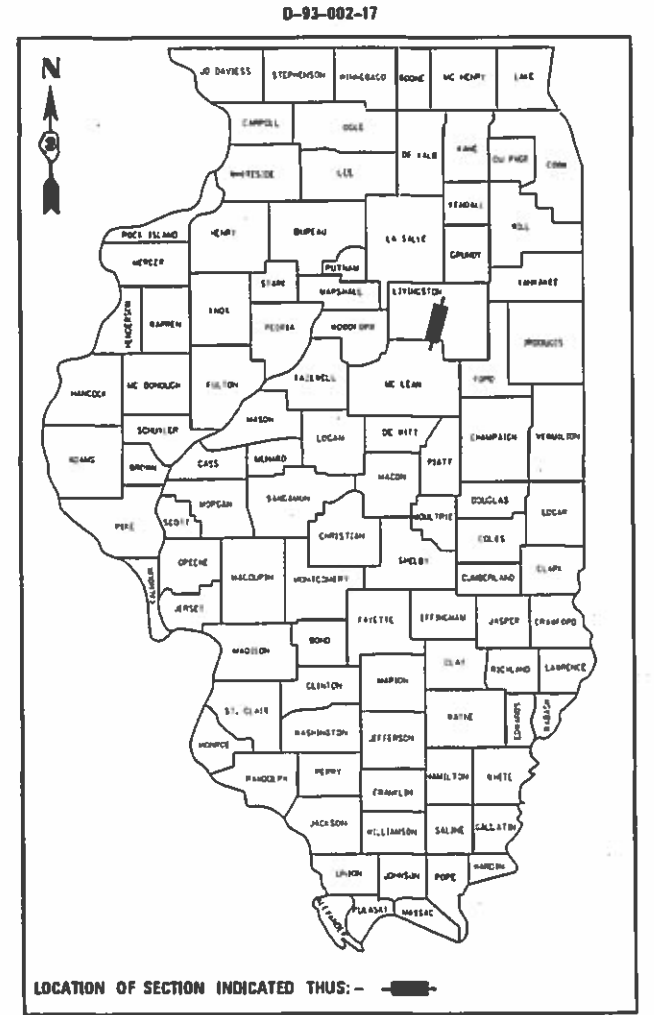 D-93-002-17
N
JO DAVIESS STEPHENSON WINNEBAGO BOONE MC HENRY LAKE
CARROLL OGLE DE KALB KANE DU PAGE COOK
WHITESIDE LEE KENDALL
ROCK ISLAND HENRY BUREAU LA SALLE GRUNDY WILL
MERCER STARK PUTNAM MARSHALL LIVINGSTON KANKAKEE
HENDERSON WARREN KNOX PEORIA WOODFORD IROQUOIS
HANCOCK MC DONOUGH FULTON TAZEWELL MC LEAN FORD
SCHUYLER MASON LOGAN DE WITT CHAMPAIGN VERMILION
ADAMS BROWN CASS MENARD MACON PIATT
PIKE SCOTT MORGAN SANGAMON CHRISTIAN MOULTRIE DOUGLAS EDGAR
CALHOUN GREENE MACOUPIN MONTGOMERY SHELBY COLES CLARK
JERSEY CUMBERLAND
MADISON BOND FAYETTE EFFINGHAM JASPER CRAWFORD
CLINTON MARION CLAY RICHLAND LAWRENCE
ST. CLAIR WASHINGTON JEFFERSON WAYNE EDWARDS WABASH
MONROE RANDOLPH PERRY FRANKLIN HAMILTON WHITE
JACKSON WILLIAMSON SALINE GALLATIN
UNION JOHNSON POPE HARDIN
ALEXANDER PULASKI MASSAC
LOCATION OF SECTION INDICATED THUS: -